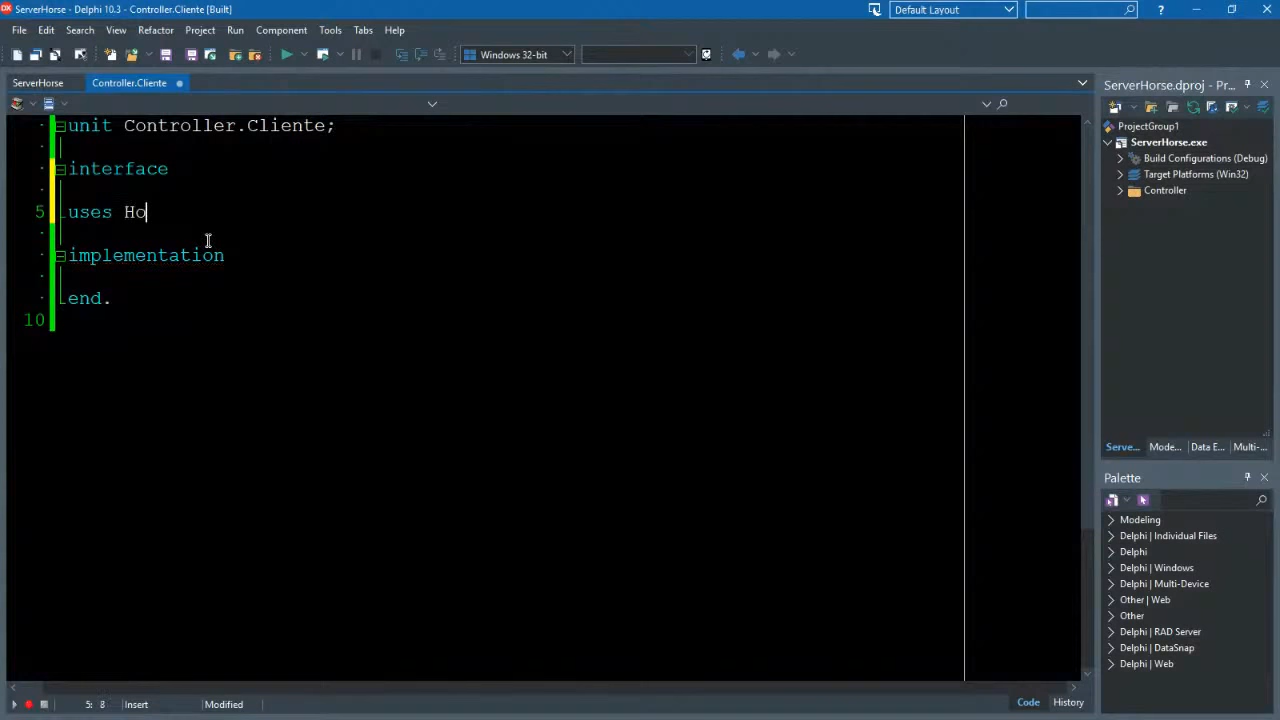 ServerHorse - Delphi 10.3 - Controller.Cliente [Built]
Default Layout
?
File Edit Search View Refactor Project Run Component Tools Tabs Help
Windows 32-bit
ServerHorse Controller.Cliente
ServerHorse.dproj - Pr...
unit Controller.Cliente;
interface
5 uses Ho
implementation
end.
10
ProjectGroup1
ServerHorse.exe
Build Configurations (Debug)
Target Platforms (Win32)
Controller
Serve... Mode... Data E... Multi-...
Palette
Modeling
Delphi | Individual Files
Delphi
Delphi | Windows
Delphi | Multi-Device
Other | Web
Other
Delphi | RAD Server
Delphi | DataSnap
Delphi | Web
5: 8 Insert Modified Code History